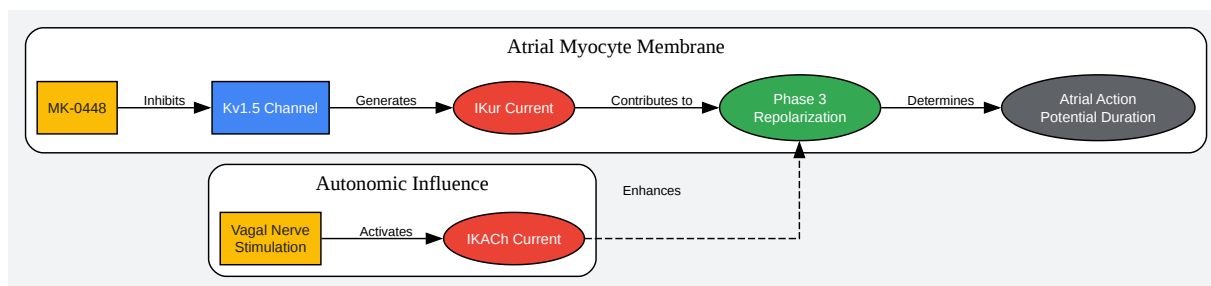 Atrial Myocyte Membrane
MK-0448
Inhibits
Kv1.5 Channel
Generates
IKur Current
Contributes to
Phase 3
Repolarization
Determines
Atrial Action
Potential Duration
Autonomic Influence
Enhances
Vagal Nerve
Stimulation
Activates
IKACh Current